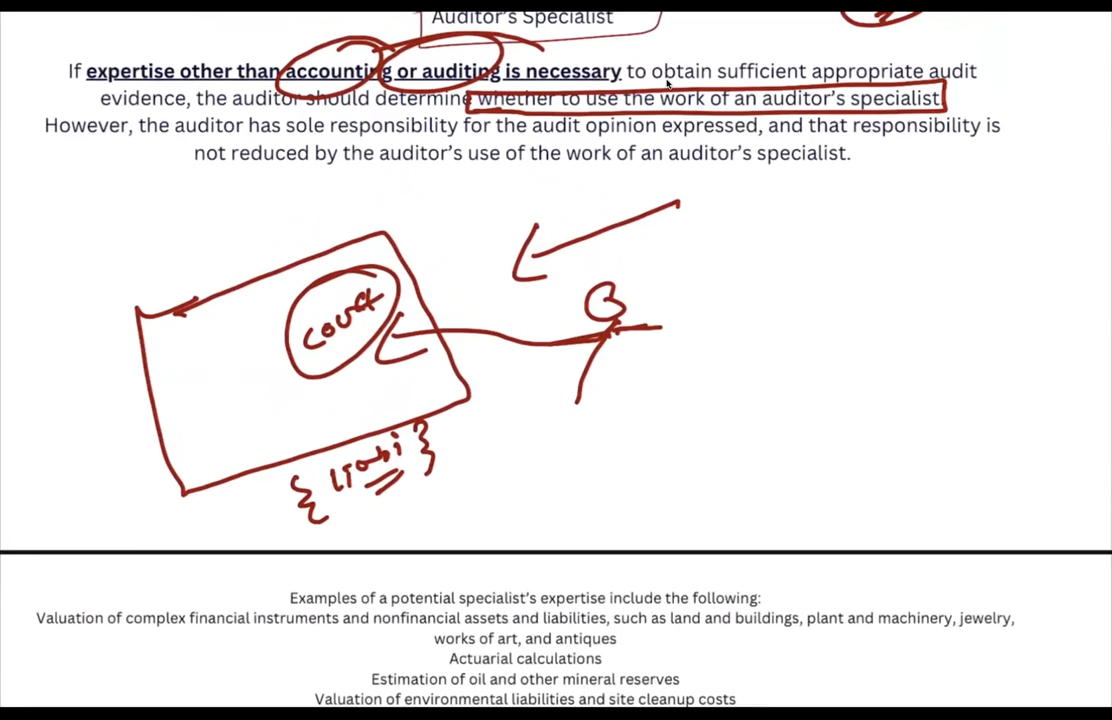 Auditor's Specialist
If expertise other than accounting or auditing is necessary to obtain sufficient appropriate audit
evidence, the auditor should determine whether to use the work of an auditor's specialist.
However, the auditor has sole responsibility for the audit opinion expressed, and that responsibility is
not reduced by the auditor's use of the work of an auditor's specialist.
court
Examples of a potential specialist's expertise include the following:
Valuation of complex financial instruments and nonfinancial assets and liabilities, such as land and buildings, plant and machinery, jewelry,
works of art, and antiques
Actuarial calculations
Estimation of oil and other mineral reserves
Valuation of environmental liabilities and site cleanup costs